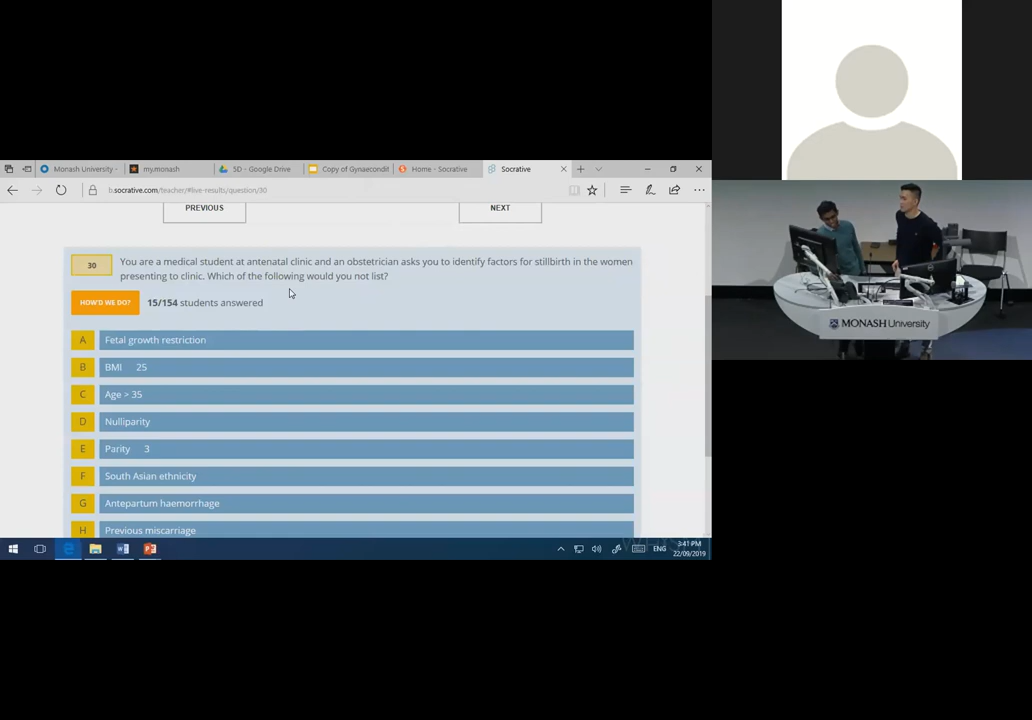 Monash University -
my.monash
5D - Google Drive
Copy of Gynaecondit
Home - Socrative
Socrative
b.socrative.com/teacher/#live-results/question/30
PREVIOUS
NEXT
30
You are a medical student at antenatal clinic and an obstetrician asks you to identify factors for stillbirth in the women
presenting to clinic. Which of the following would you not list?
HOW'D WE DO?
15/154 students answered
A
Fetal growth restriction
B
BMI 25
C
Age > 35
D
Nulliparity
E
Parity 3
F
South Asian ethnicity
G
Antepartum haemorrhage
H
Previous miscarriage
ENG
3:41 PM
22/09/2019
MONASH University